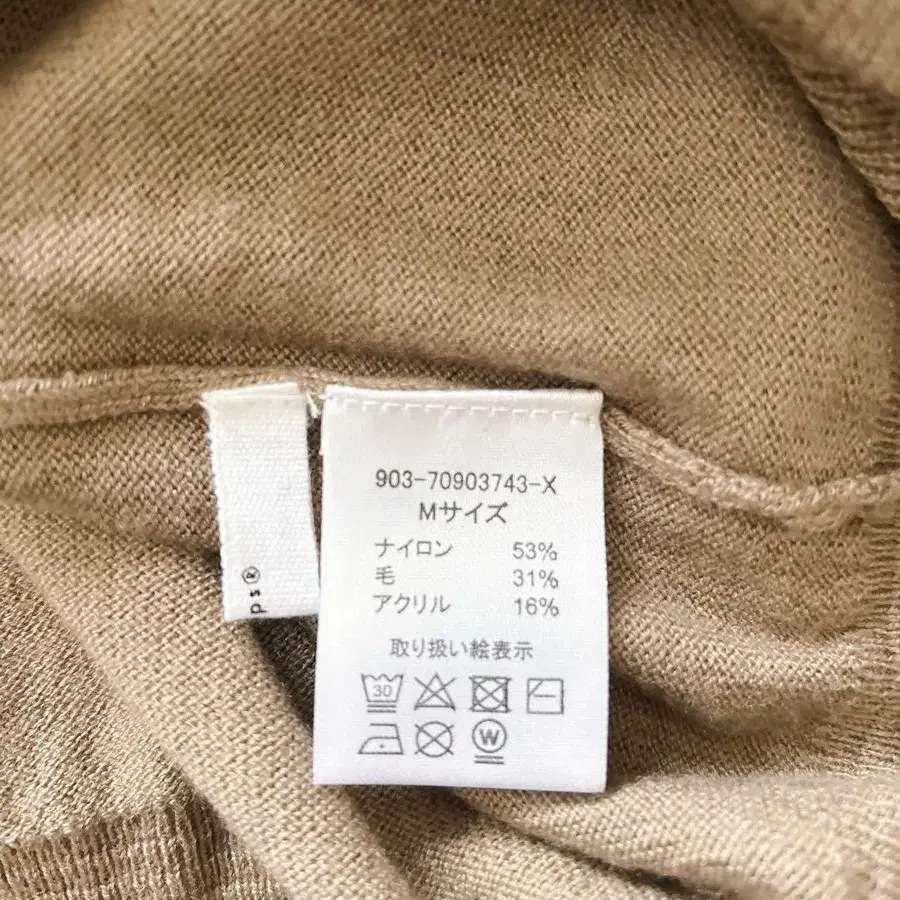 903-70903743-X
Mサイズ
ナイロン 53%
毛 31%
アクリル 16%
取り扱い絵表示
30
W
ps®